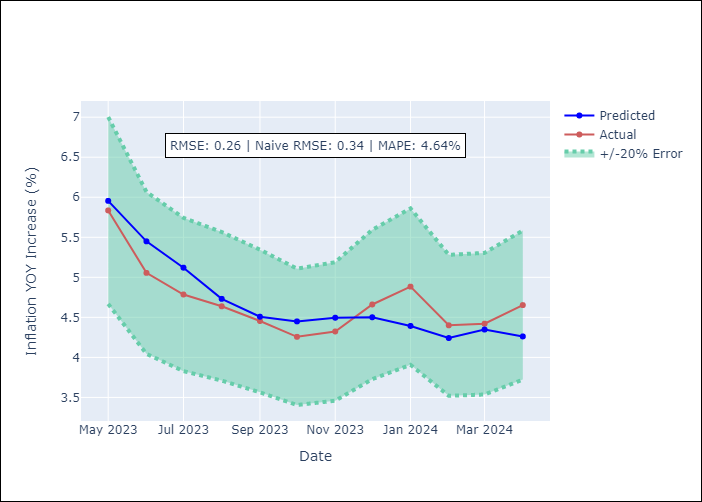 RMSE: 0.26 | Naive RMSE: 0.34 | MAPE: 4.64%
Predicted
Actual
+/-20% Error
Inflation YOY Increase (%)
7
6.5
6
5.5
5
4.5
4
3.5
May 2023 Jul 2023 Sep 2023 Nov 2023 Jan 2024 Mar 2024
Date